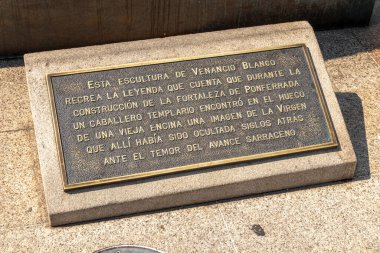 ESTA ESCULTURA DE VENANCIO BLANCO
RECREA LA LEYENDA QUE CUENTA QUE DURANTE LA
CONSTRUCCIÓN DE LA FORTALEZA DE PONFERRADA
UN CABALLERO TEMPLARIO ENCONTRÓ EN EL HUECO
DE UNA VIEJA ENCINA UNA IMAGEN DE LA VIRGEN
QUE ALLÍ HABÍA SIDO OCULTADA SIGLOS ATRAS
ANTE EL TEMOR DEL AVANCE SARRACENO